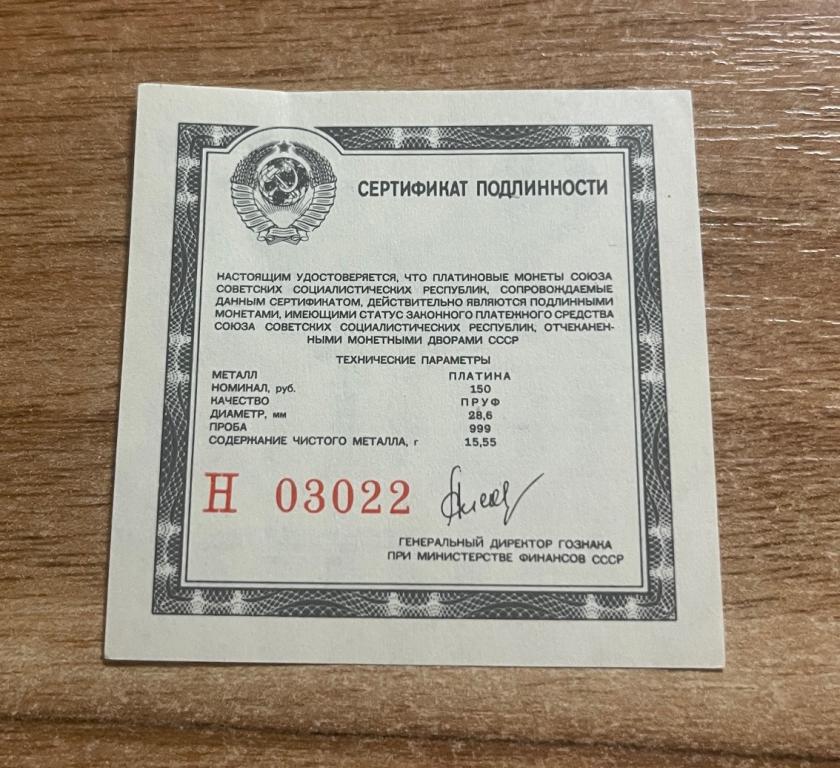 СЕРТИФИКАТ ПОДЛИННОСТИ
НАСТОЯЩИМ УДОСТОВЕРЯЕТСЯ, ЧТО ПЛАТИНОВЫЕ МОНЕТЫ СОЮЗА
СОВЕТСКИХ СОЦИАЛИСТИЧЕСКИХ РЕСПУБЛИК, СОПРОВОЖДАЕМЫЕ
ДАННЫМ СЕРТИФИКАТОМ, ДЕЙСТВИТЕЛЬНО ЯВЛЯЮТСЯ ПОДЛИННЫМИ
МОНЕТАМИ, ИМЕЮЩИМИ СТАТУС ЗАКОННОГО ПЛАТЕЖНОГО СРЕДСТВА
СОЮЗА СОВЕТСКИХ СОЦИАЛИСТИЧЕСКИХ РЕСПУБЛИК, ОТЧЕКАНЕН-
НЫМИ МОНЕТНЫМИ ДВОРАМИ СССР
ТЕХНИЧЕСКИЕ ПАРАМЕТРЫ
МЕТАЛЛ ПЛАТИНА
НОМИНАЛ, руб. 150
КАЧЕСТВО ПРУФ
ДИАМЕТР, мм 28,6
ПРОБА 999
СОДЕРЖАНИЕ ЧИСТОГО МЕТАЛЛА, г 15,55
Н 03022
ГЕНЕРАЛЬНЫЙ ДИРЕКТОР ГОЗНАКА
ПРИ МИНИСТЕРСТВЕ ФИНАНСОВ СССР